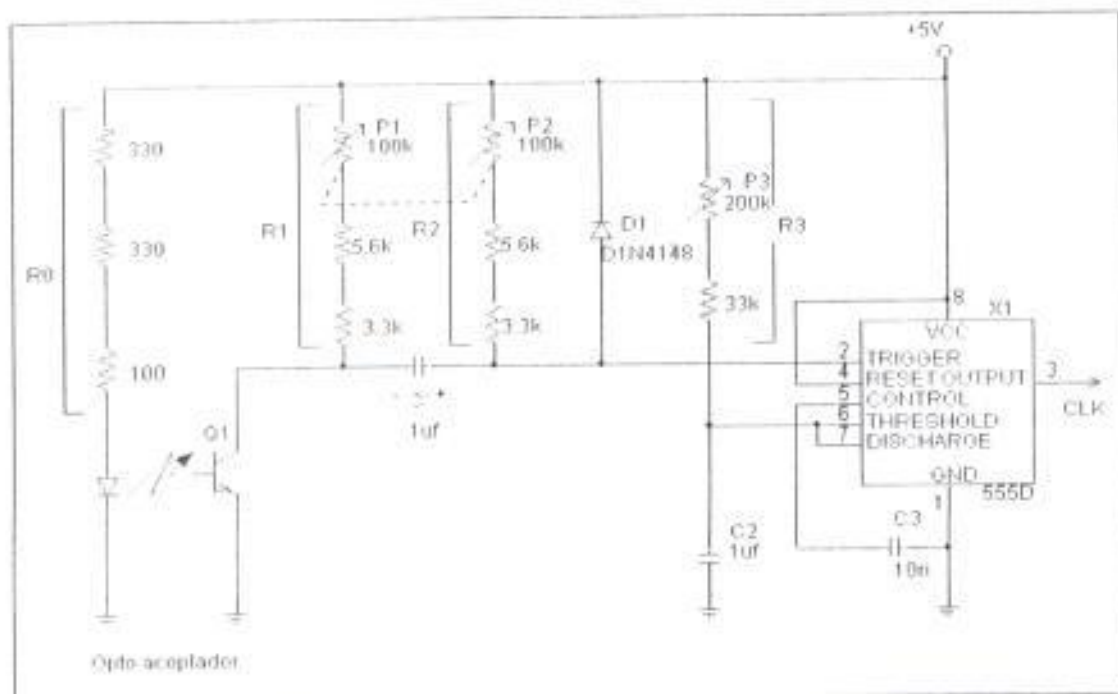 +5V
330
330
100
R0
P1
100k
R1
5.6k
3.3k
P2
100k
R2
5.6k
3.3k
D1
D1N4148
P3
200k
R3
33k
1uf
Q1
8
X1
VCC
2
TRIGGER
4
RESET OUTPUT
3
5
CONTROL
CLK
6
THRESHOLD
7
DISCHARGE
GND
1
555D
C3
10n
C2
1uf
Opto-acoplador